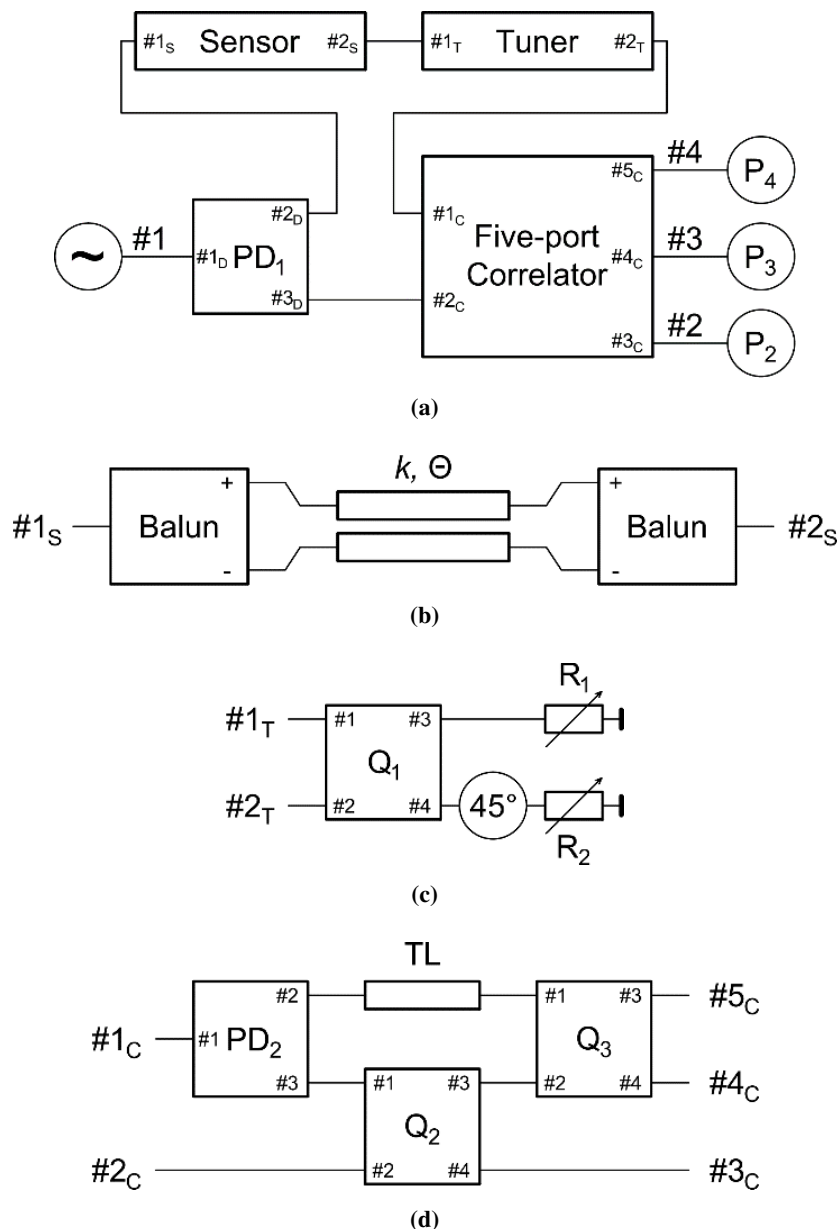 #1S Sensor #2S #1T Tuner #2T
#4
#5C P4
#2D #1C
#1 #3
~ #1D PD1 Five-port Correlator #4C P3
#3D #2C
#2
#3C P2
(a)
k, Θ
+ +
#1S Balun Balun #2S
- -
(b)
R1
#1T #1 #3
Q1
#2T #2 #4 45°
R2
(c)
TL
#2 #1 #3 #5C
#1C #1 PD2 Q3
#3 #1 #3 #2 #4 #4C
Q2
#2C #2 #4 #3C
(d)